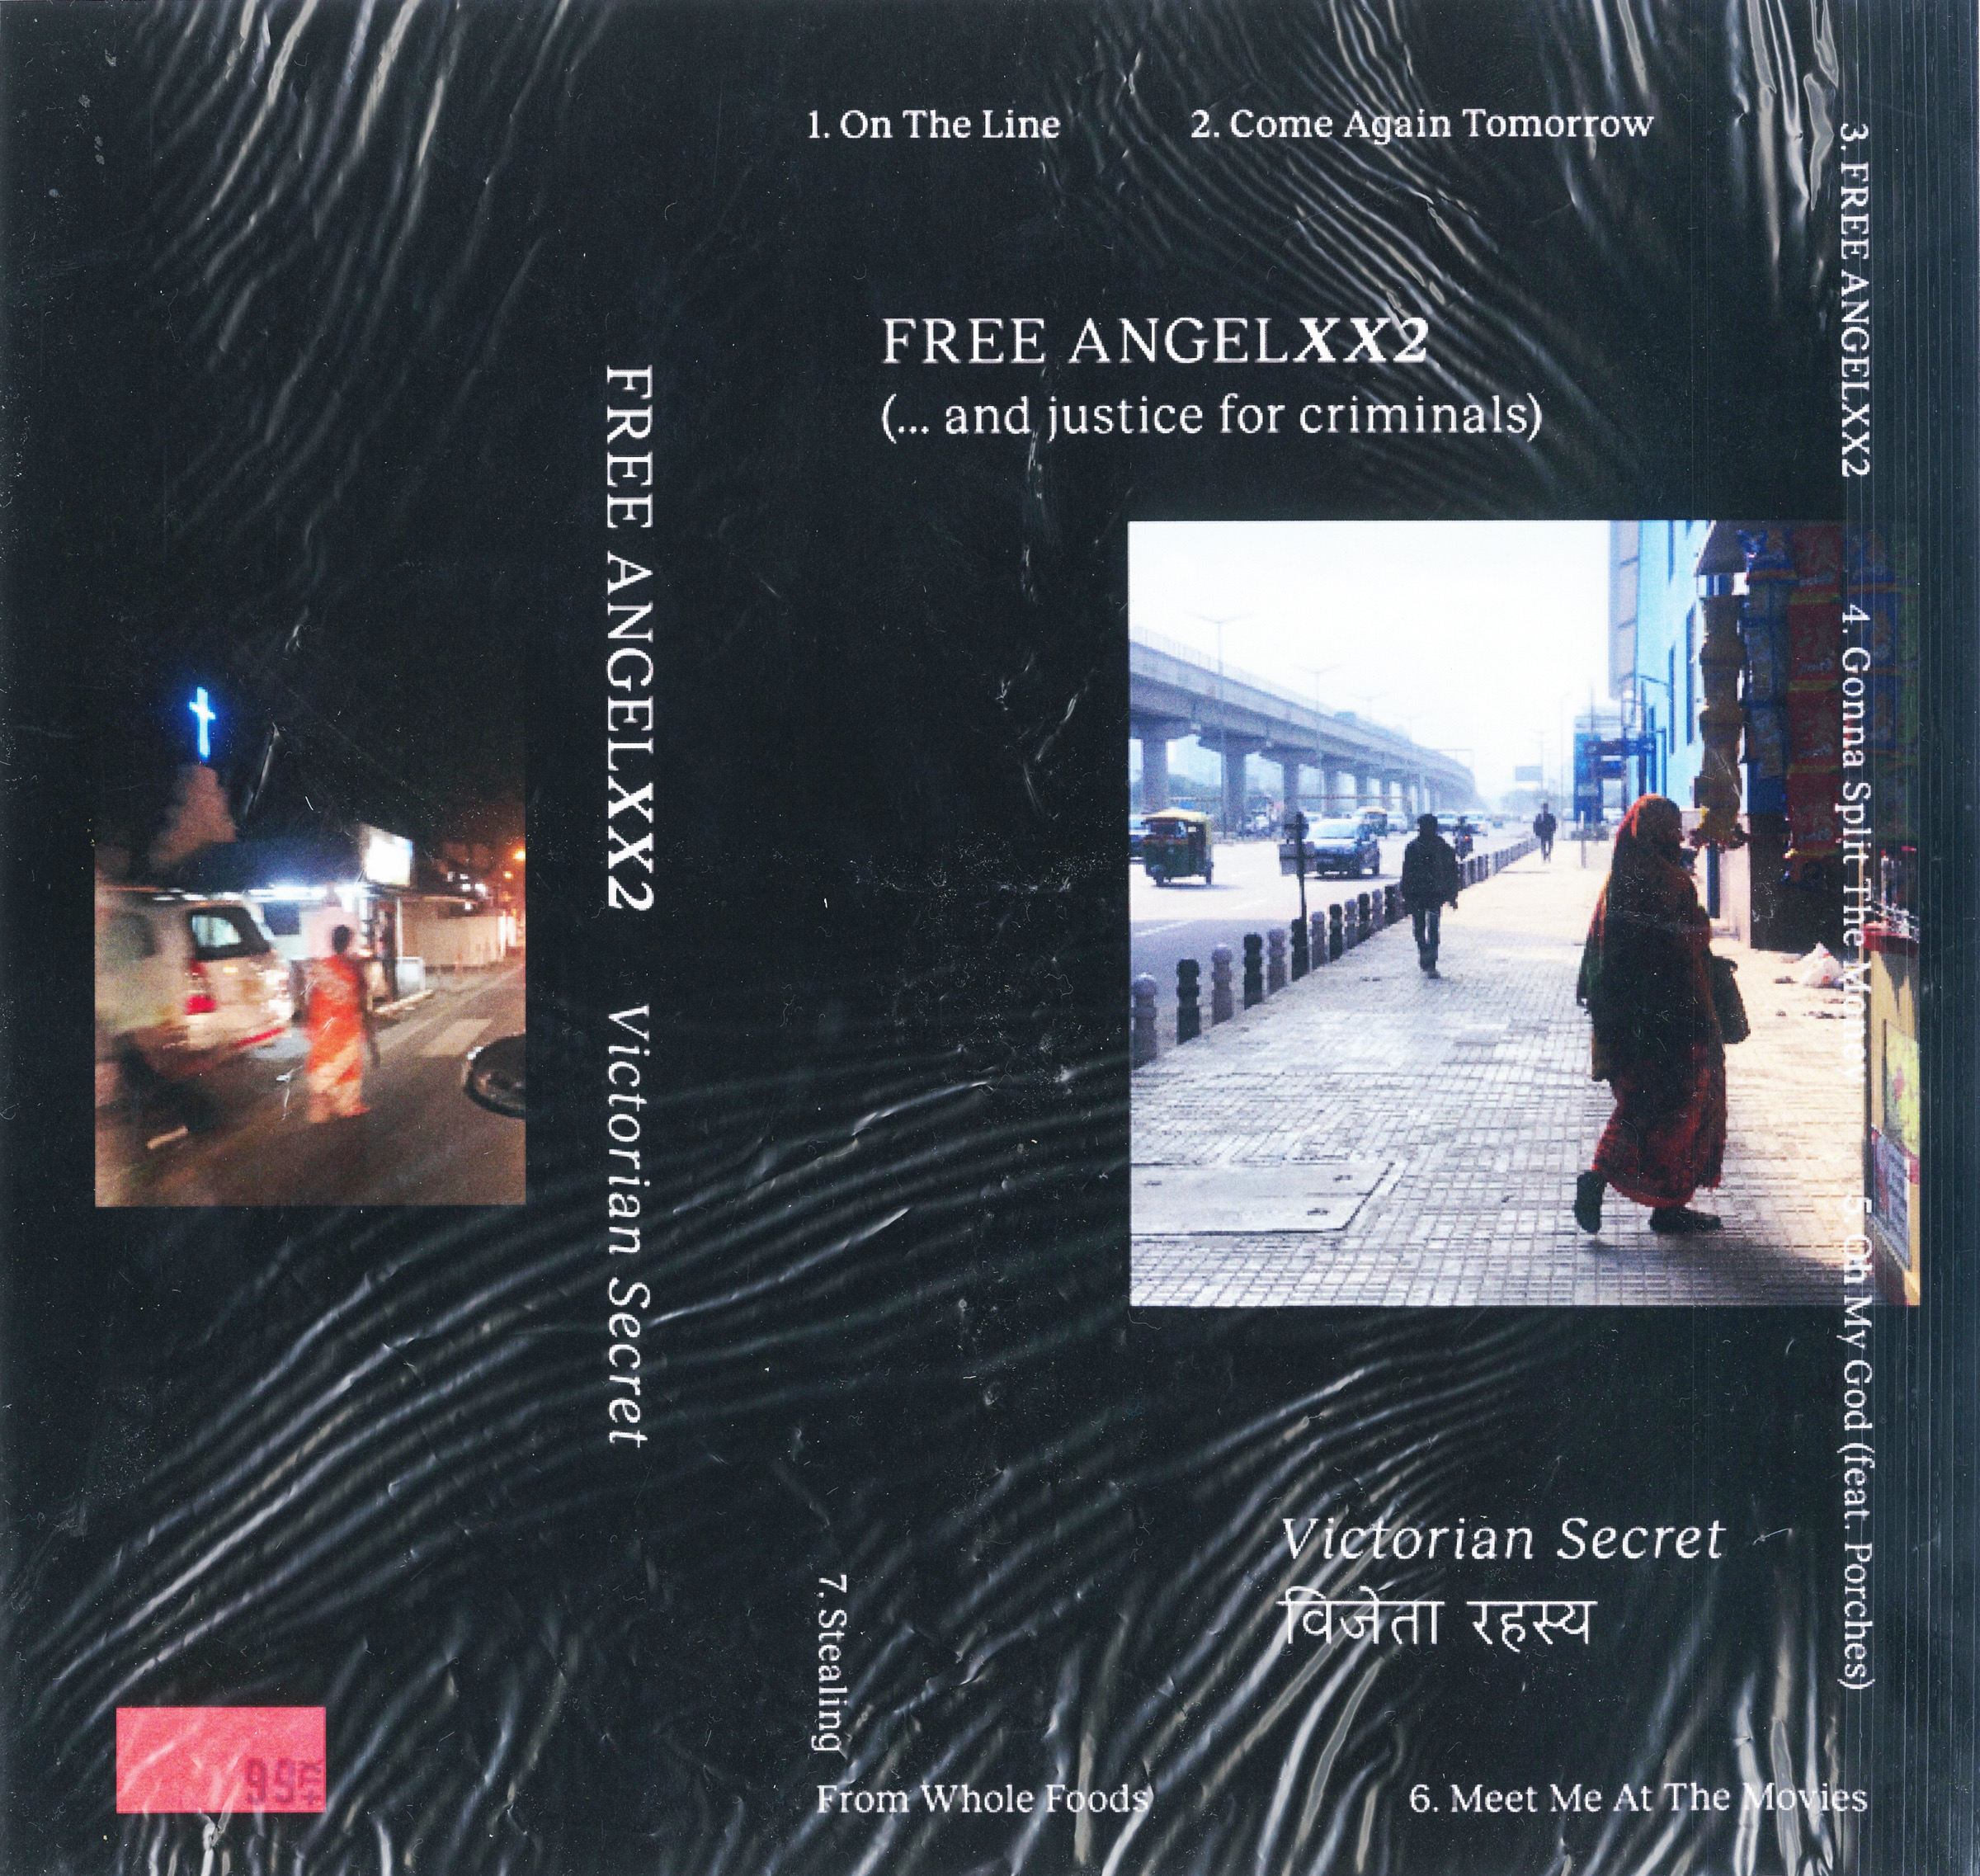 1. On The Line
2. Come Again Tomorrow
3. FREE ANGELXX2
4. Gonna Split The Money
5. Oh My God (feat. Porches)
6. Meet Me At The Movies
7. Stealing
From Whole Foods
FREE ANGELXX2
(... and justice for criminals)
FREE ANGELXX2 Victorian Secret
Victorian Secret
विजेता रहस्य
99¢